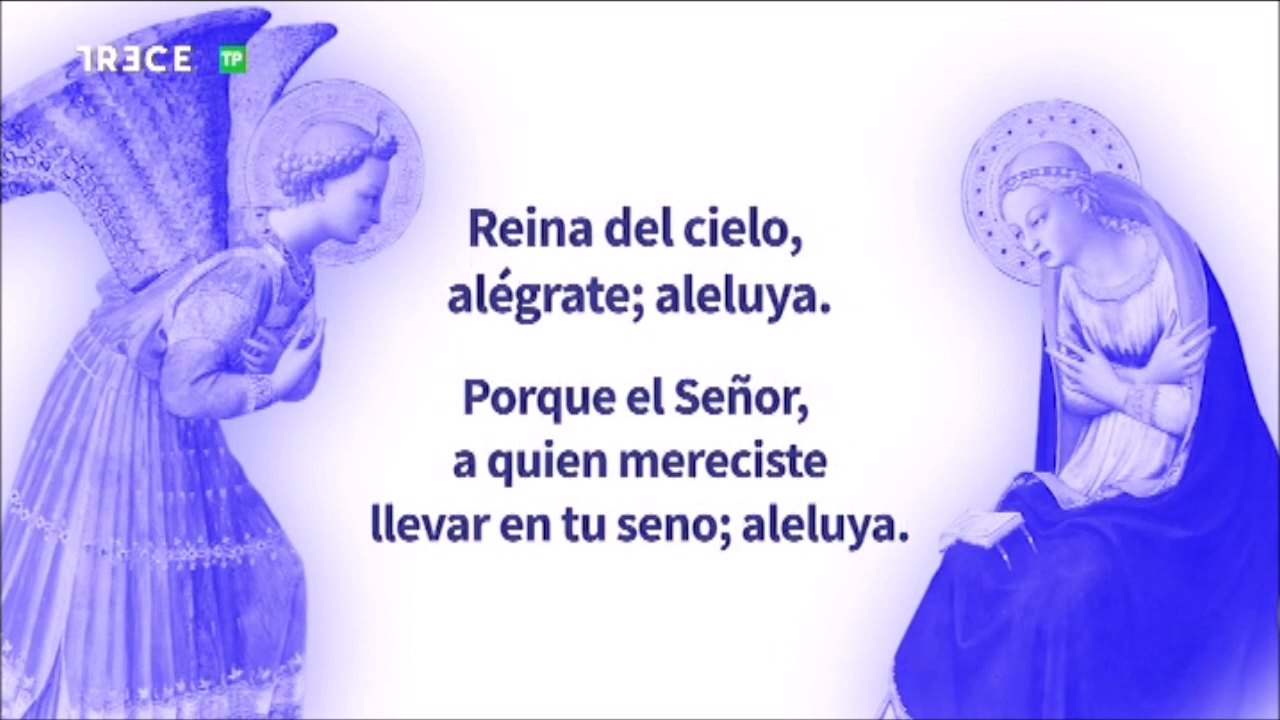 TRECE TP
Reina del cielo,
alégrate; aleluya.
Porque el Señor,
a quien mereciste
llevar en tu seno; aleluya.